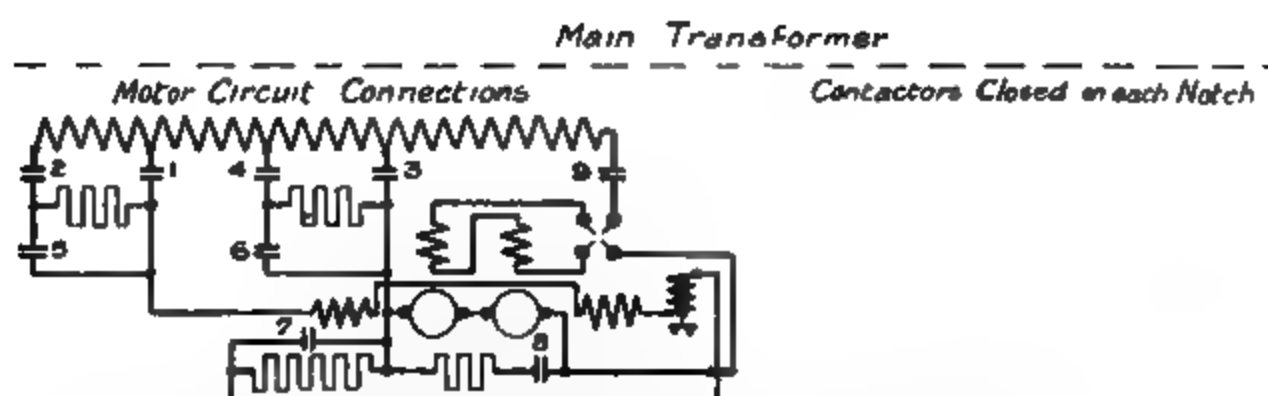 Main Transformer
Motor Circuit Connections
Contactors Closed on each Notch
2 1 4 3 9
5 6
7 8